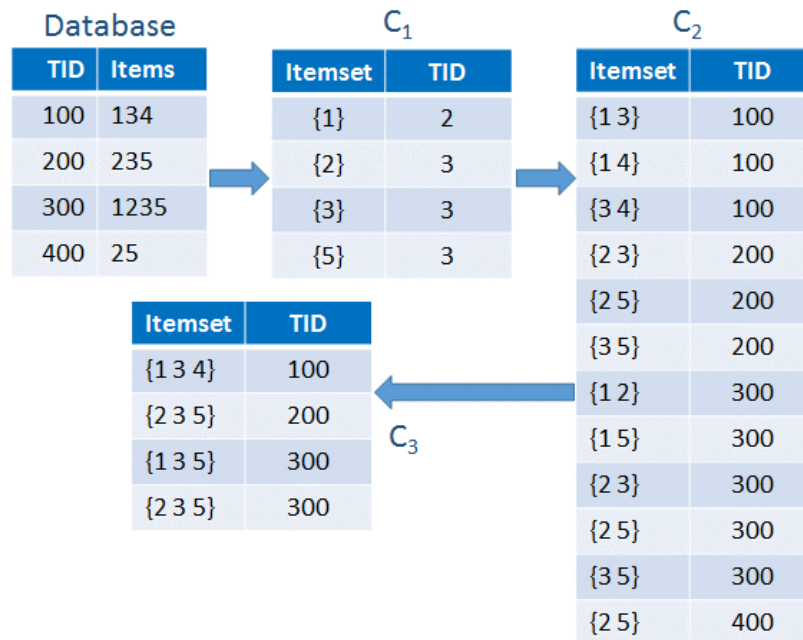 Database
TID Items
100 134
200 235
300 1235
400 25
C₁
Itemset TID
{1} 2
{2} 3
{3} 3
{5} 3
C₂
Itemset TID
{1 3} 100
{1 4} 100
{3 4} 100
{2 3} 200
{2 5} 200
{3 5} 200
{1 2} 300
{1 5} 300
{2 3} 300
{2 5} 300
{3 5} 300
{2 5} 400
Itemset TID
{1 3 4} 100
{2 3 5} 200
{1 3 5} 300
{2 3 5} 300
C₃